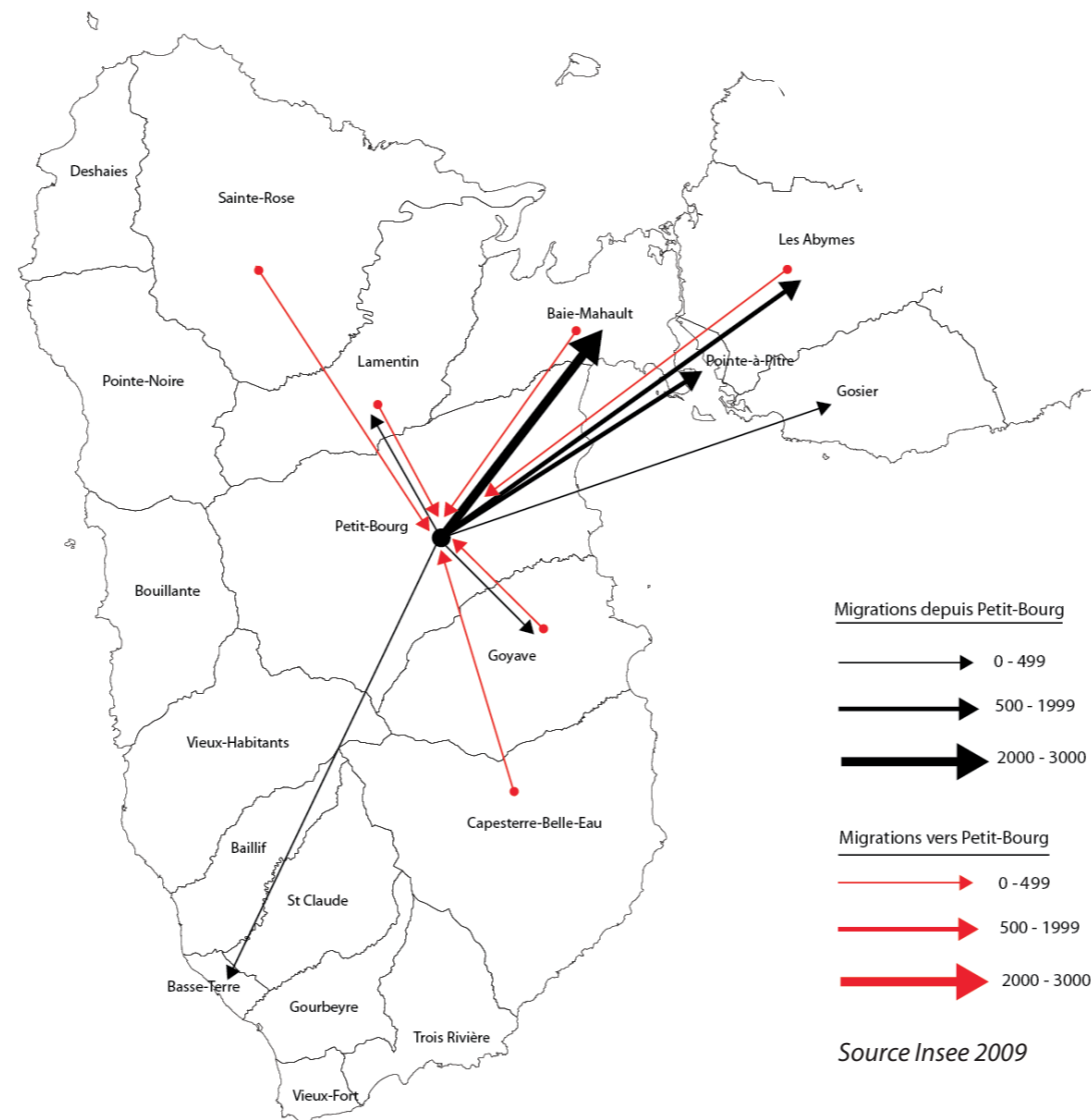 Deshaies
Sainte-Rose
Les Abymes
Baie-Mahault
Lamentin
Pointe-à-Pitre
Pointe-Noire
Gosier
Petit-Bourg
Bouillante
Goyave
Vieux-Habitants
Capesterre-Belle-Eau
Baillif
St Claude
Basse-Terre
Gourbeyre
Trois Rivière
Vieux-Fort
Migrations depuis Petit-Bourg
0 - 499
500 - 1999
2000 - 3000
Migrations vers Petit-Bourg
0 - 499
500 - 1999
2000 - 3000
Source Insee 2009